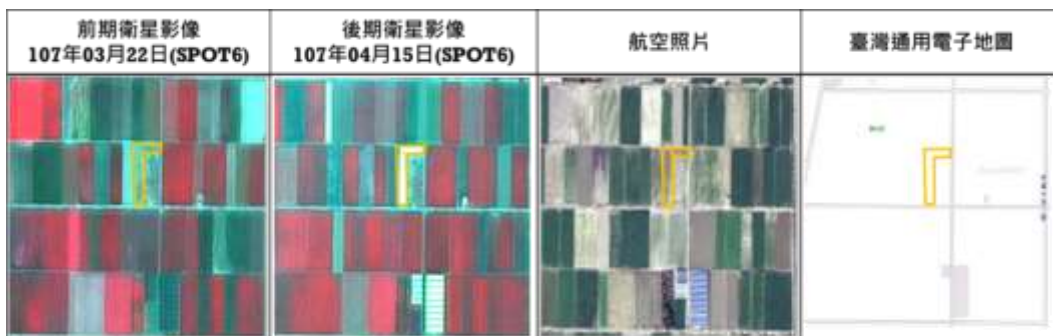 前期衛星影像
107年03月22日(SPOT6)
後期衛星影像
107年04月15日(SPOT6)
航空照片
臺灣通用電子地圖